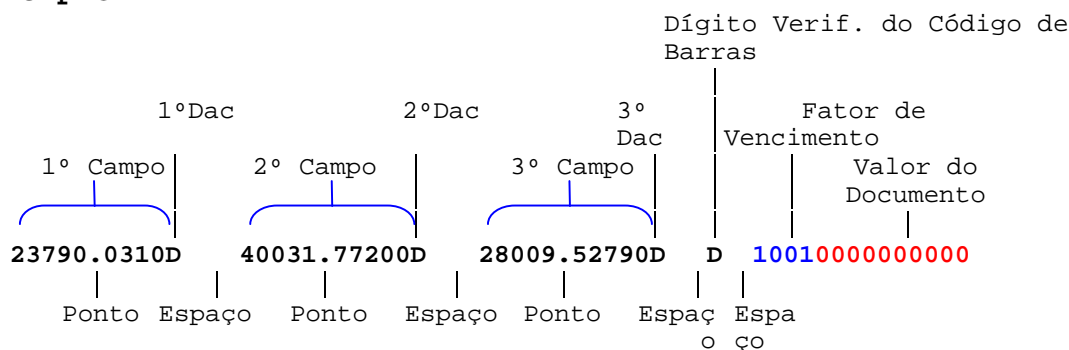 Dígito Verif. do Código de
Barras
1ºDac 2ºDac 3º Fator de
Dac Vencimento
1º Campo 2º Campo 3º Campo Valor do
Documento
23790.0310D 40031.77200D 28009.52790D D 10010000000000
Ponto Espaço Ponto Espaço Ponto Espaç Espa
o ço